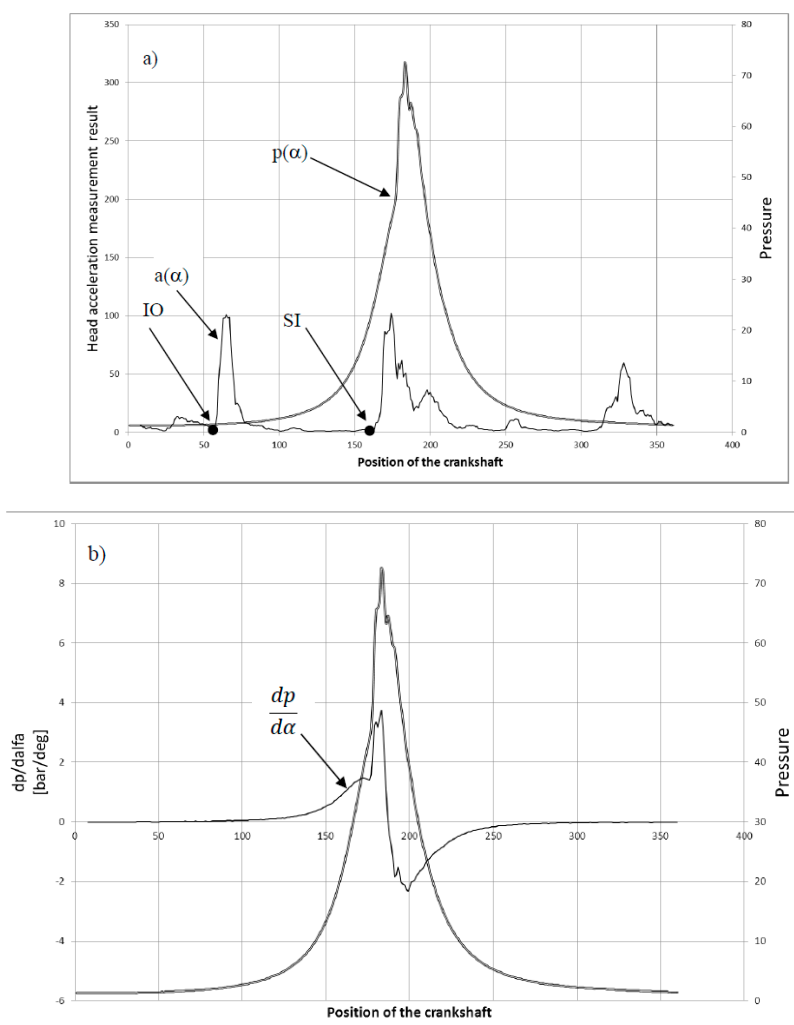 a)
350
300
250
200
150
100
50
0
Head acceleration measurement result
80
70
60
50
40
30
20
10
0
Pressure
p(α)
a(α)
IO
SI
0 50 100 150 200 250 300 350 400
Position of the crankshaft
b)
10
8
6
4
2
0
-2
-4
-6
dp/dalfa
[bar/deg]
80
70
60
50
40
30
20
10
0
Pressure
dp
dα
0 50 100 150 200 250 300 350 400
Position of the crankshaft